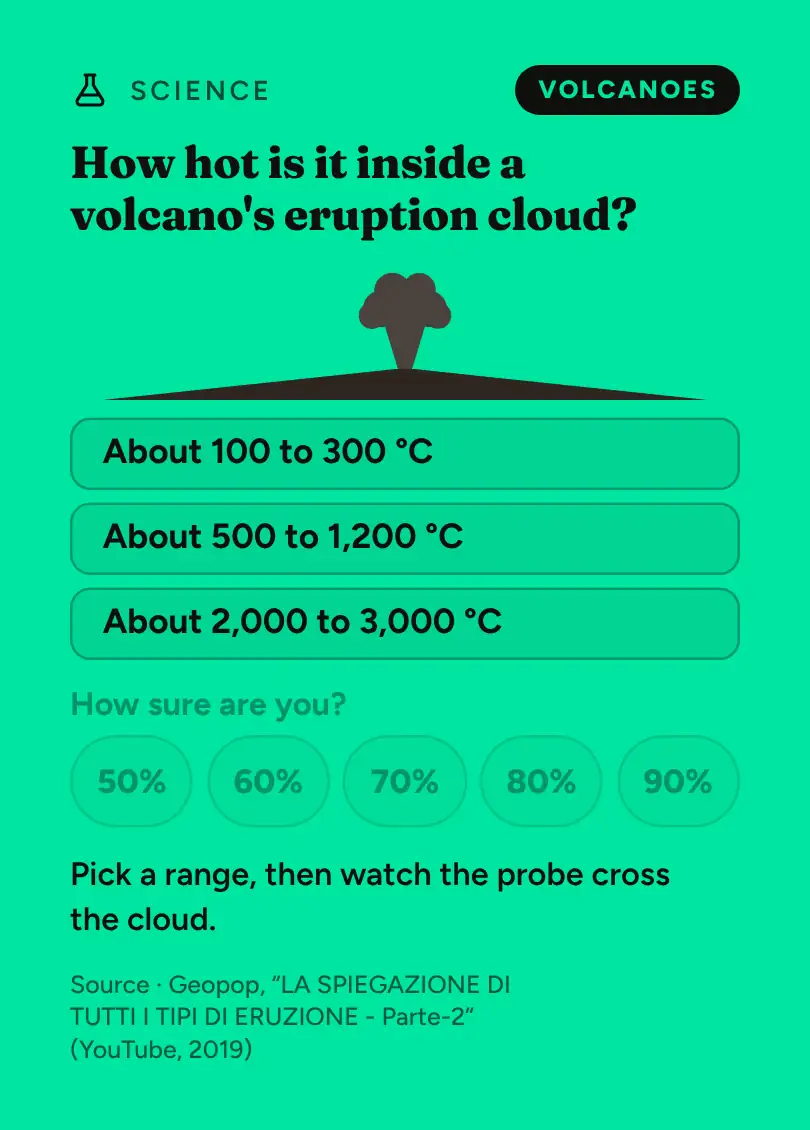 SCIENCE
VOLCANOES
How hot is it inside a
volcano's eruption cloud?
About 100 to 300 °C
About 500 to 1,200 °C
About 2,000 to 3,000 °C
How sure are you?
50% 60% 70% 80% 90%
Pick a range, then watch the probe cross
the cloud.
Source · Geopop, “LA SPIEGAZIONE DI
TUTTI I TIPI DI ERUZIONE - Parte-2”
(YouTube, 2019)